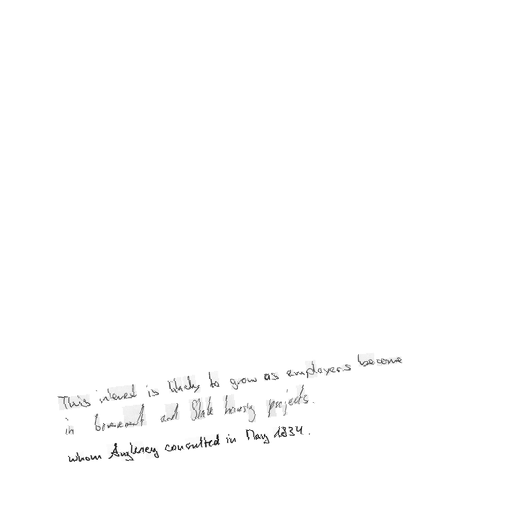 This interest is likely to grow as employers become
in Government and State housing projects.
whom Anglesey consulted in May 1834.